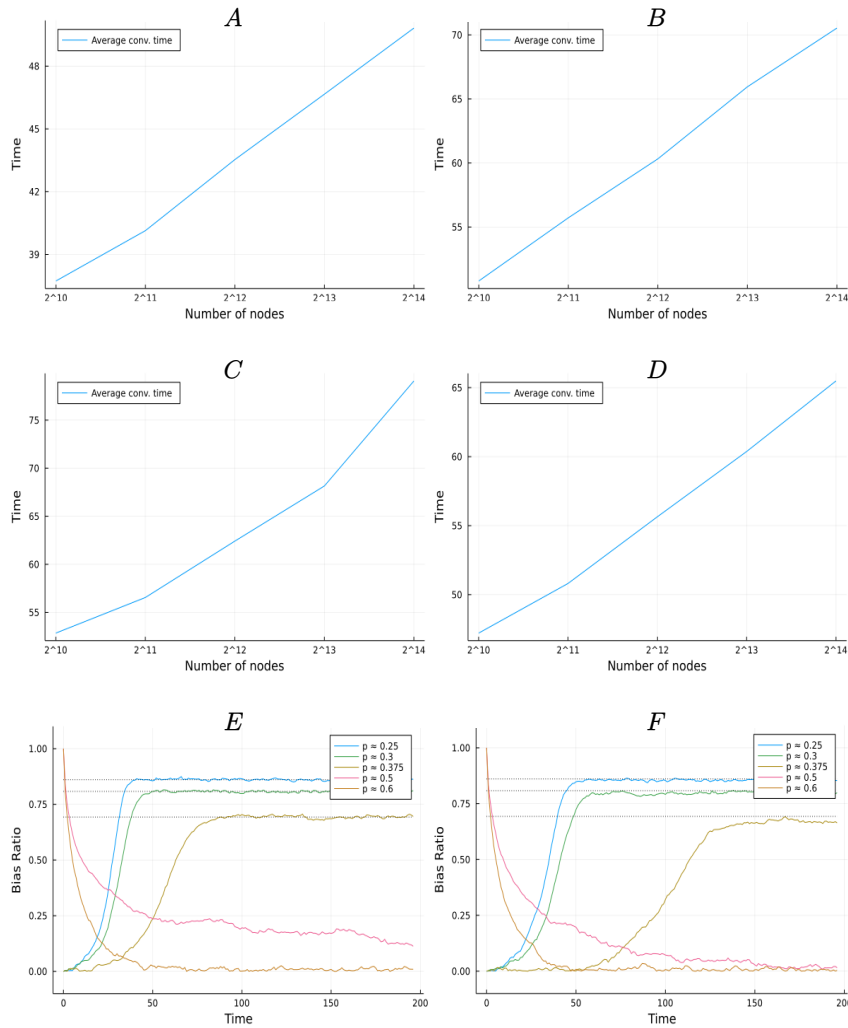 A
Average conv. time
48
45
42
39
Time
2^10 2^11 2^12 2^13 2^14
Number of nodes
B
Average conv. time
70
65
60
55
Time
2^10 2^11 2^12 2^13 2^14
Number of nodes
C
Average conv. time
75
70
65
60
55
Time
2^10 2^11 2^12 2^13 2^14
Number of nodes
D
Average conv. time
65
60
55
50
Time
2^10 2^11 2^12 2^13 2^14
Number of nodes
E
p ≈ 0.25
p ≈ 0.3
p ≈ 0.375
p ≈ 0.5
p ≈ 0.6
1.00
0.75
0.50
0.25
0.00
Bias Ratio
0 50 100 150 200
Time
F
p ≈ 0.25
p ≈ 0.3
p ≈ 0.375
p ≈ 0.5
p ≈ 0.6
1.00
0.75
0.50
0.25
0.00
Bias Ratio
0 50 100 150 200
Time